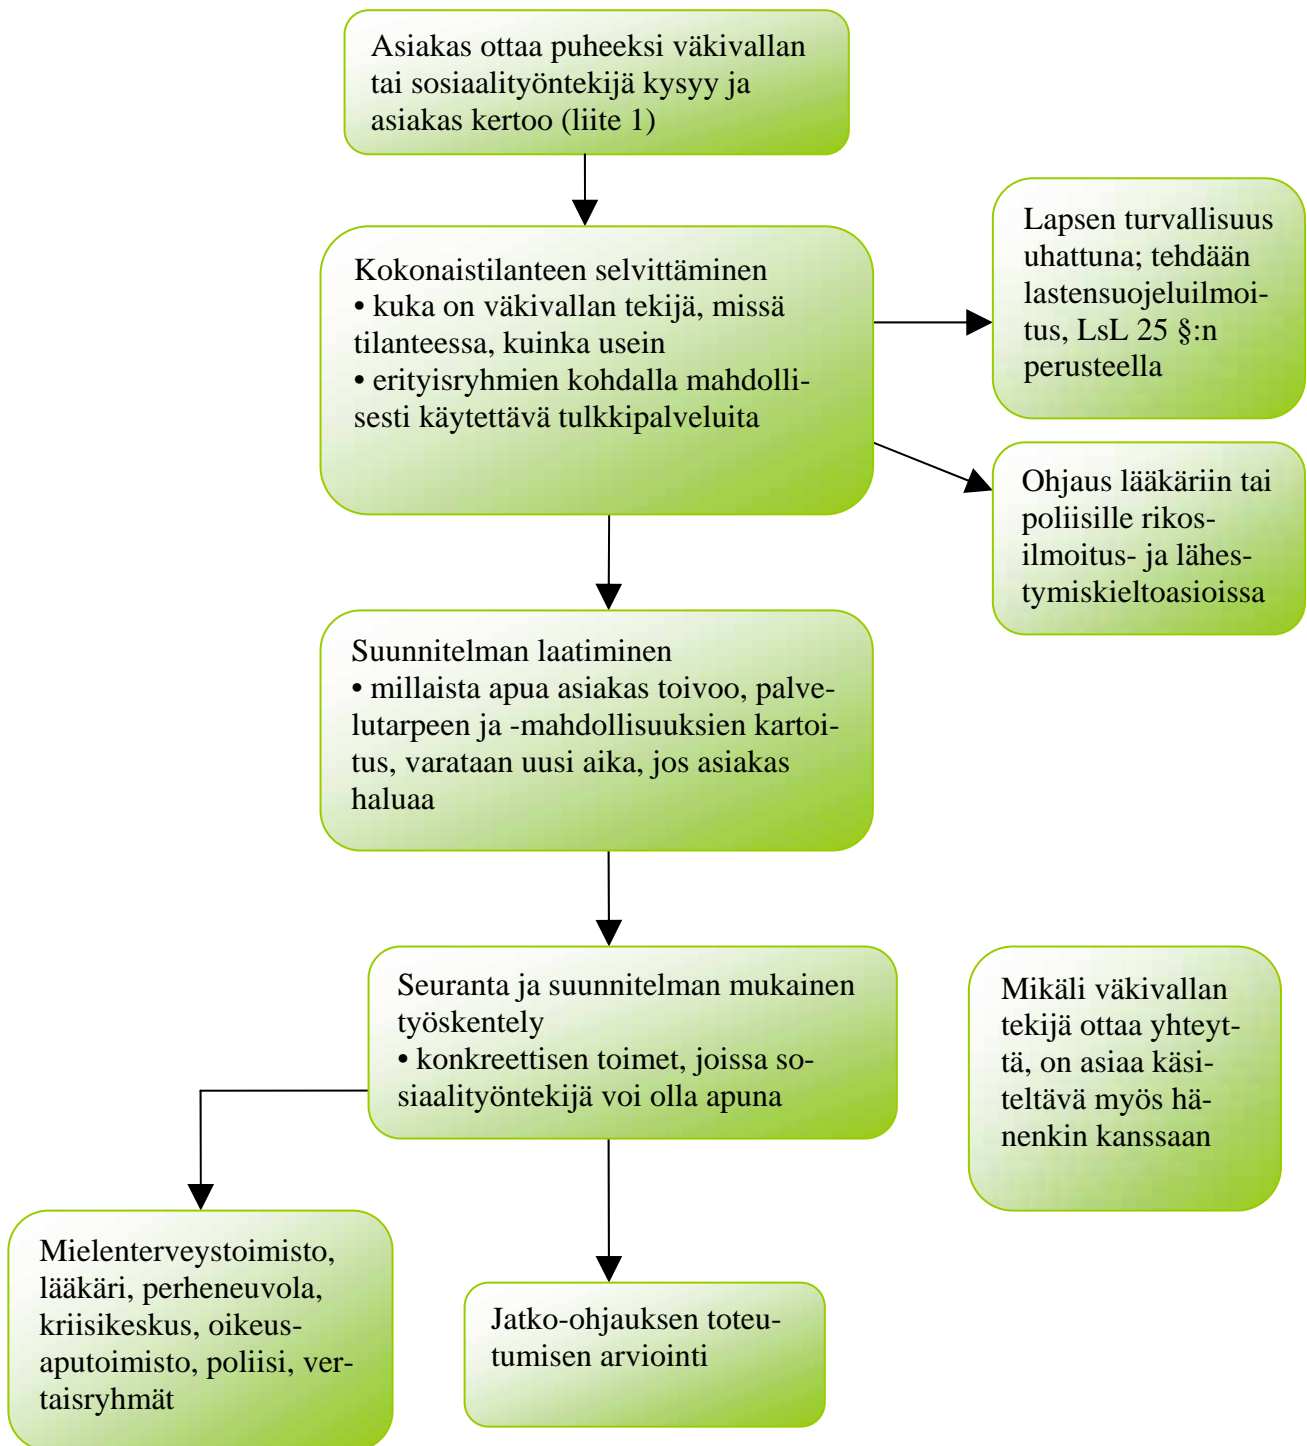 Asiakas ottaa puheeksi väkivallan
tai sosiaalityöntekijä kysyy ja
asiakas kertoo (liite 1)
Kokonaistilanteen selvittäminen
• kuka on väkivallan tekijä, missä
tilanteessa, kuinka usein
• erityisryhmien kohdalla mahdolli-
sesti käytettävä tulkkipalveluita
Lapsen turvallisuus
uhattuna; tehdään
lastensuojeluilmoi-
tus, LsL 25 §:n
perusteella
Ohjaus lääkäriin tai
poliisille rikos-
ilmoitus- ja lähes-
tymiskieltoasioissa
Suunnitelman laatiminen
• millaista apua asiakas toivoo, palve-
lutarpeen ja -mahdollisuuksien kartoi-
tus, varataan uusi aika, jos asiakas
haluaa
Seuranta ja suunnitelman mukainen
työskentely
• konkreettisen toimet, joissa so-
siaalityöntekijä voi olla apuna
Mikäli väkivallan
tekijä ottaa yhteyt-
tä, on asiaa käsi-
teltävä myös hä-
nenkin kanssaan
Mielenterveystoimisto,
lääkäri, perheneuvola,
kriisikeskus, oikeus-
aputoimisto, poliisi, ver-
taisryhmät
Jatko-ohjauksen toteu-
tumisen arviointi